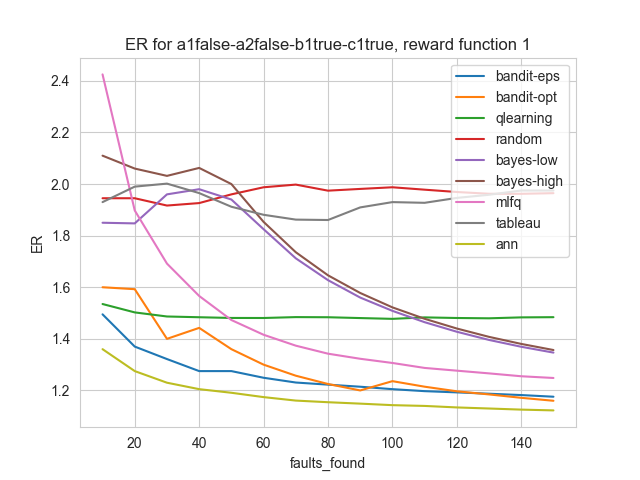 ER for a1false-a2false-b1true-c1true, reward function 1
bandit-eps
bandit-opt
qlearning
random
bayes-low
bayes-high
mlfq
tableau
ann
2.4
2.2
2.0
1.8
1.6
1.4
1.2
ER
20
40
60
80
100
120
140
faults_found